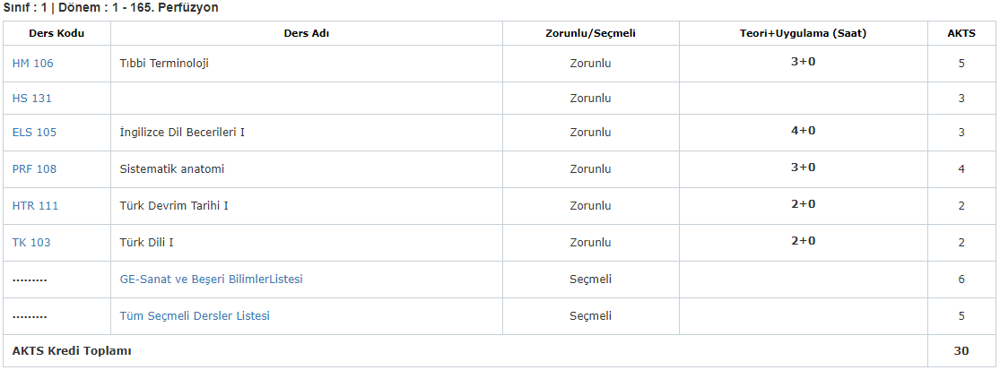 Sınıf : 1 | Dönem : 1 - 165. Perfüzyon
Ders Kodu Ders Adı Zorunlu/Seçmeli Teori+Uygulama (Saat) AKTS
HM 106 Tıbbi Terminoloji Zorunlu 3+0 5
HS 131 Zorunlu 3
ELS 105 İngilizce Dil Becerileri I Zorunlu 4+0 3
PRF 108 Sistematik anatomi Zorunlu 3+0 4
HTR 111 Türk Devrim Tarihi I Zorunlu 2+0 2
TK 103 Türk Dili I Zorunlu 2+0 2
......... GE-Sanat ve Beşeri BilimlerListesi Seçmeli 6
......... Tüm Seçmeli Dersler Listesi Seçmeli 5
AKTS Kredi Toplamı 30